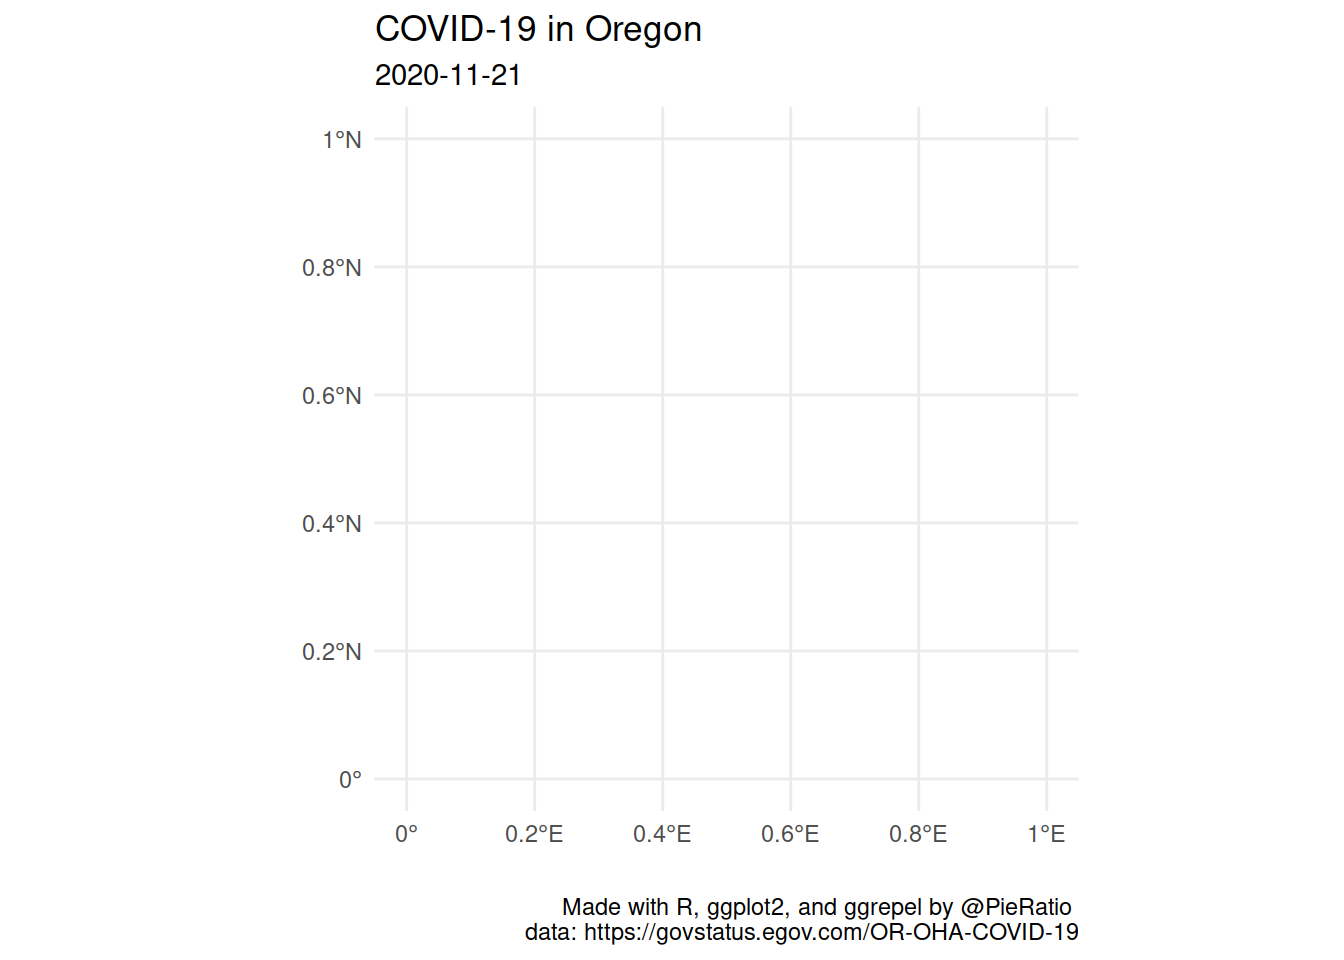 COVID-19 in Oregon
2020-11-21
1°N
0.8°N
0.6°N
0.4°N
0.2°N
0°
0°
0.2°E
0.4°E
0.6°E
0.8°E
1°E
Made with R, ggplot2, and ggrepel by @PieRatio
data: https://govstatus.egov.com/OR-OHA-COVID-19